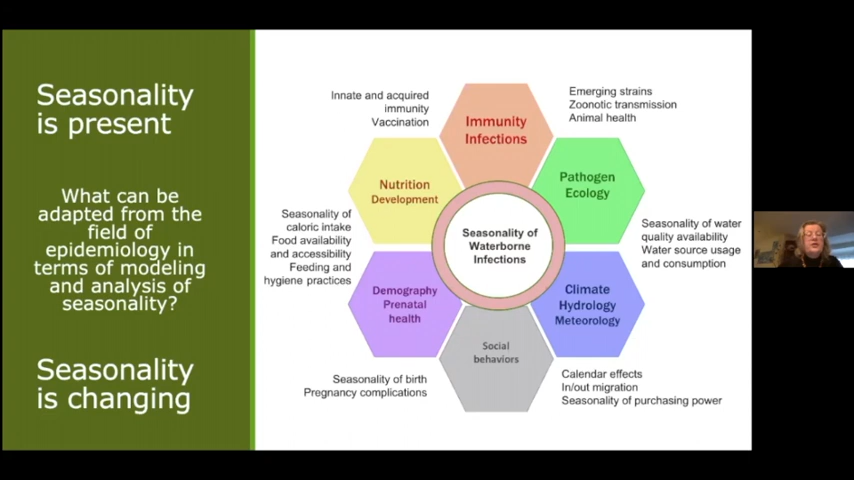 Seasonality
is present
What can be
adapted from the
field of
epidemiology in
terms of modeling
and analysis of
seasonality?
Seasonality
is changing
Innate and acquired
immunity
Vaccination
Immunity
Infections
Emerging strains
Zoonotic transmission
Animal health
Nutrition
Development
Pathogen
Ecology
Seasonality of
caloric intake
Food availability
and accessibility
Feeding and
hygiene practices
Seasonality of
Waterborne
Infections
Seasonality of water
quality availability
Water source usage
and consumption
Demography
Prenatal
health
Climate
Hydrology
Meteorology
Social
behaviors
Seasonality of birth
Pregnancy complications
Calendar effects
In/out migration
Seasonality of purchasing power